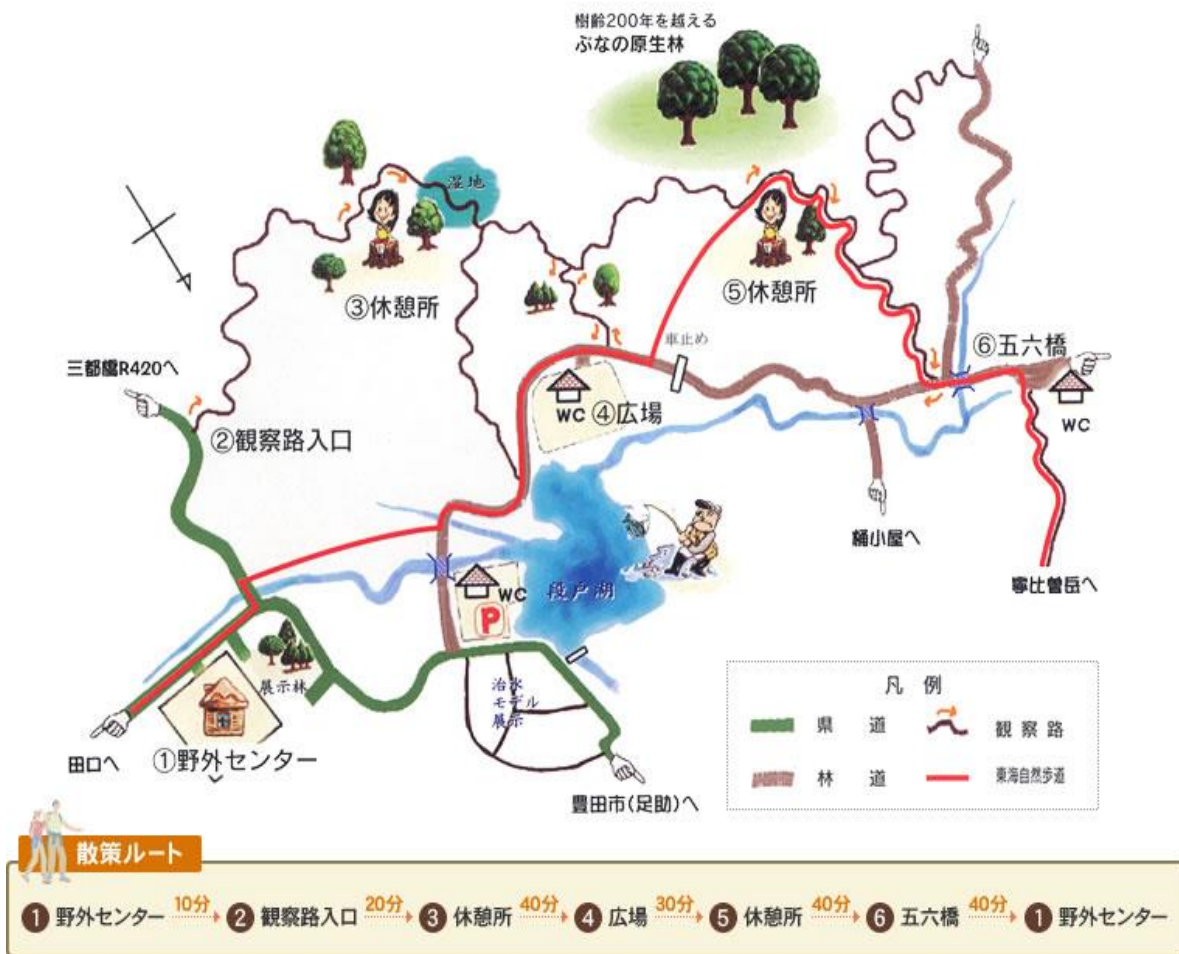 樹齢200年を越える
ぶなの原生林
湿地
③休憩所
⑤休憩所
車止め
⑥五六橋
三都橋R420へ
WC ④広場
WC
②観察路入口
桶小屋へ
寧比曽岳へ
WC
段戸湖
P
展示林
治水
モデル
展示
田口へ
①野外センター
豊田市(足助)へ
凡例
県道
観察路
林道
東海自然歩道
散策ルート
1 野外センター 10分 2 観察路入口 20分 3 休憩所 40分 4 広場 30分 5 休憩所 40分 6 五六橋 40分 1 野外センター